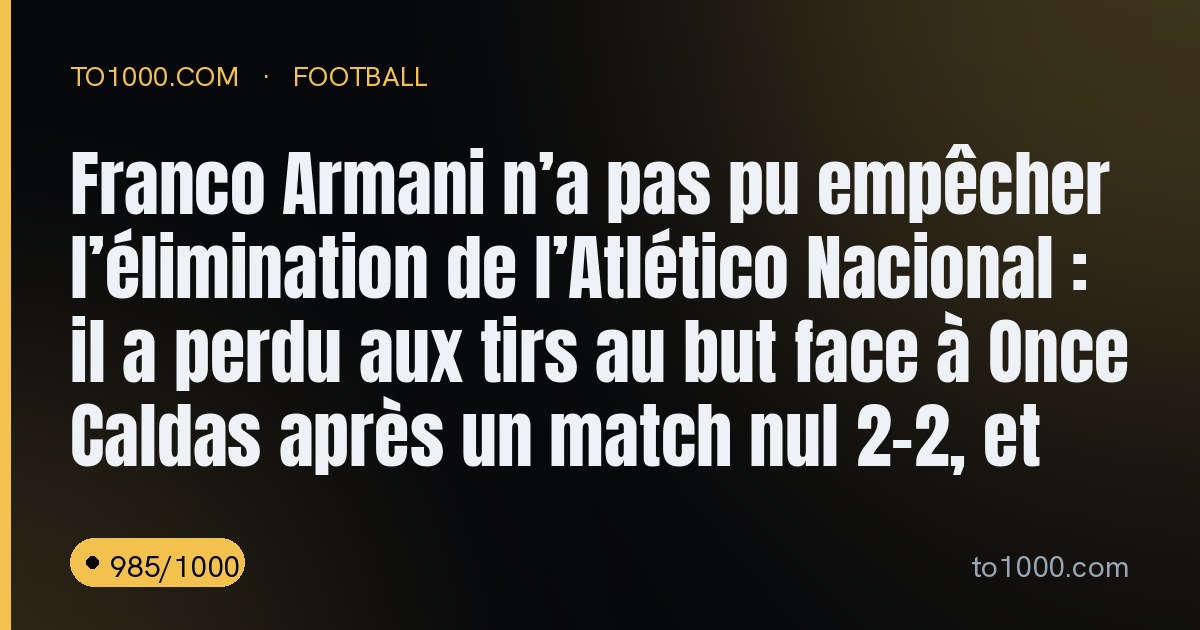 TO1000.COM · FOOTBALL
Franco Armani n’a pas pu empêcher
l’élimination de l’Atlético Nacional :
il a perdu aux tirs au but face à Once
Caldas après un match nul 2-2, et
985/1000
to1000.com